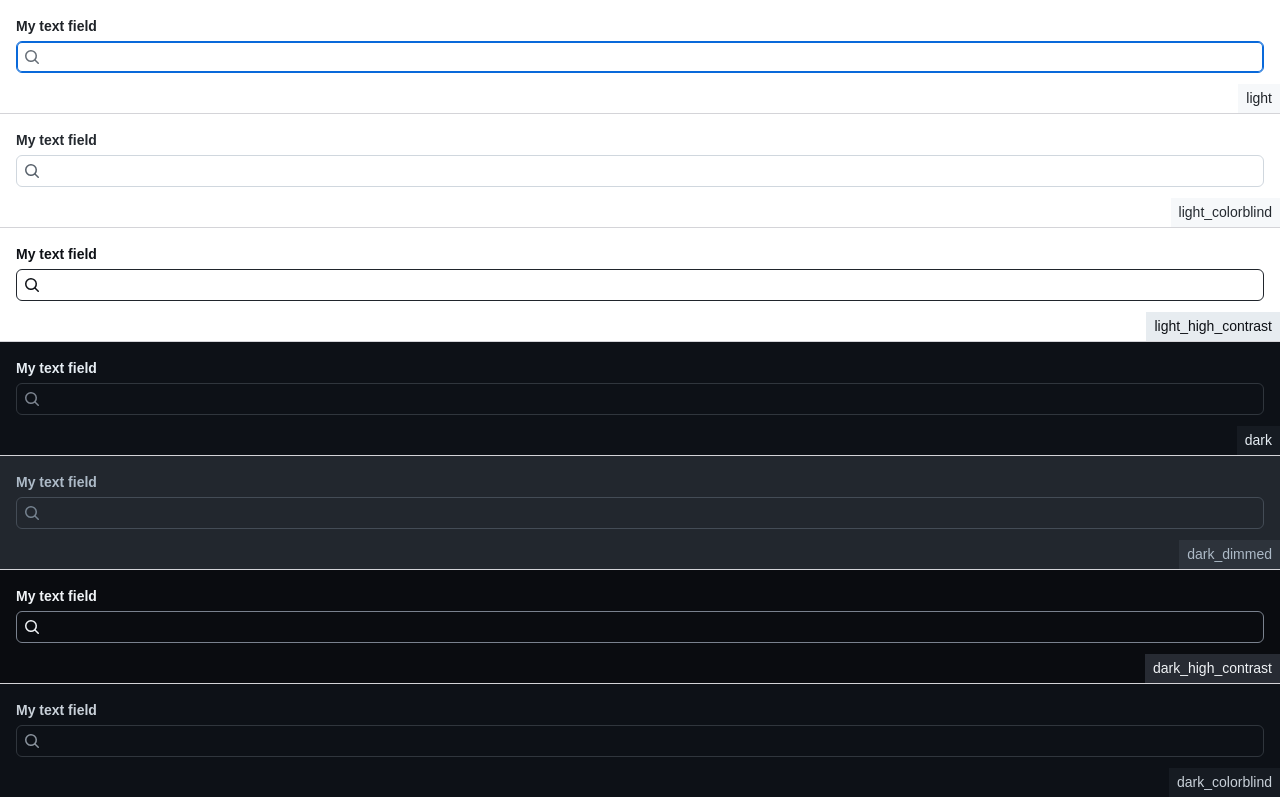 My text field
light
My text field
light_colorblind
My text field
light_high_contrast
My text field
dark
My text field
dark_dimmed
My text field
dark_high_contrast
My text field
dark_colorblind